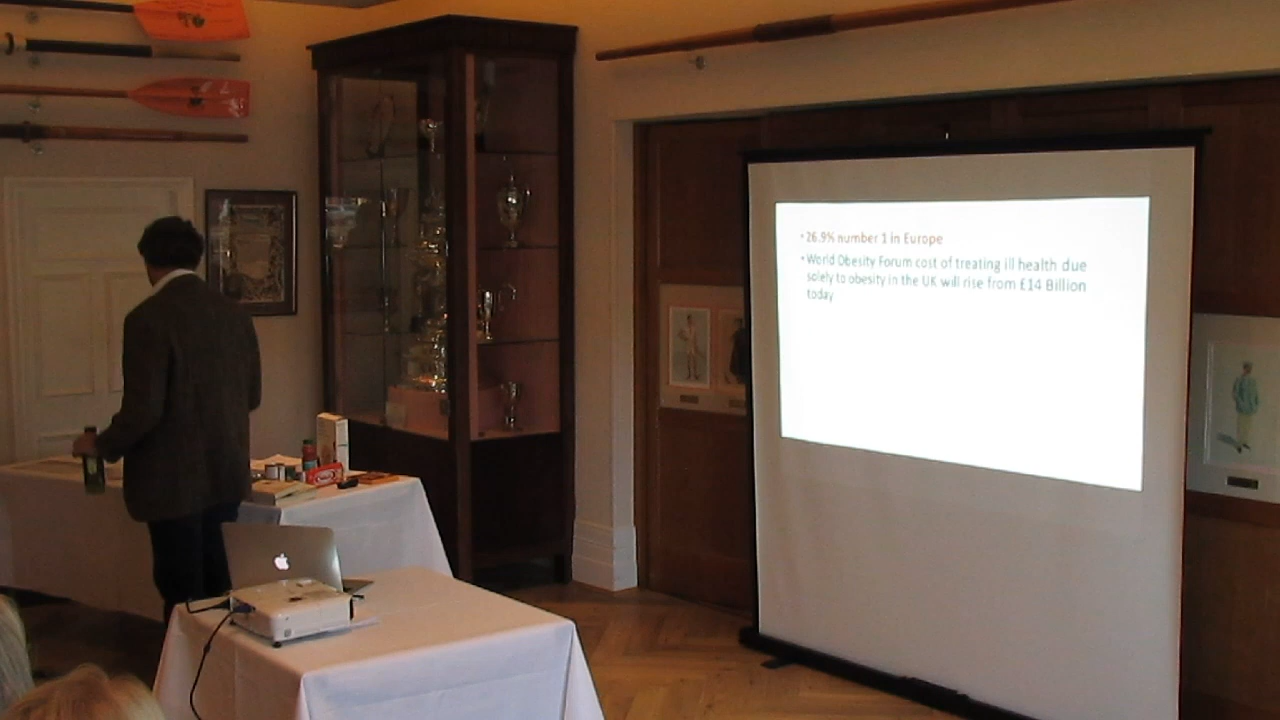 • 26.9% number 1 in Europe
• World Obesity Forum cost of treating ill health due
solely to obesity in the UK will rise from £14 Billion
today